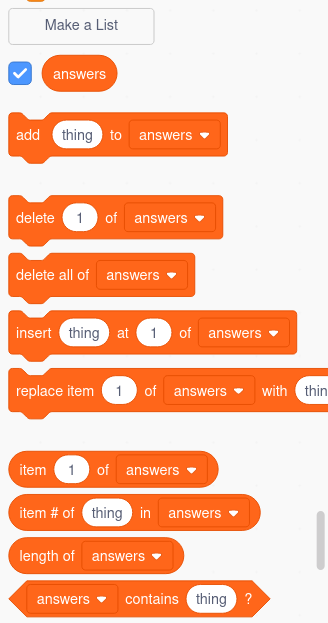 Make a List
answers
add thing to answers
delete 1 of answers
delete all of answers
insert thing at 1 of answers
replace item 1 of answers with thin
item 1 of answers
item # of thing in answers
length of answers
answers contains thing ?